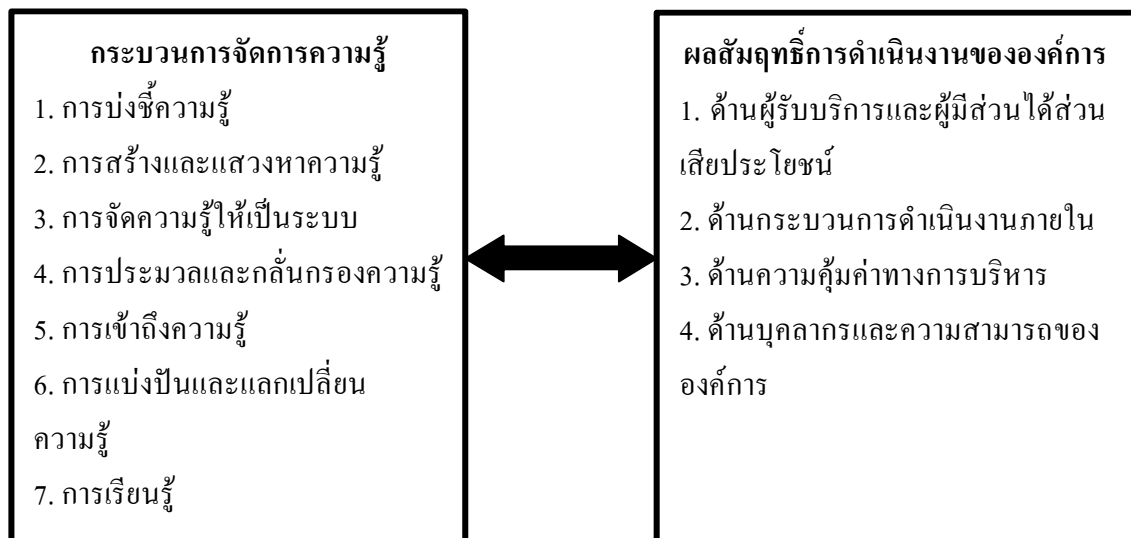 กระบวนการจัดการความรู้
1. การบ่งชี้ความรู้
2. การสร้างและแสวงหาความรู้
3. การจัดความรู้ให้เป็นระบบ
4. การประมวลและกลั่นกรองความรู้
5. การเข้าถึงความรู้
6. การแบ่งปันและแลกเปลี่ยน
ความรู้
7. การเรียนรู้
ผลสัมฤทธิ์การดำเนินงานขององค์การ
1. ด้านผู้รับบริการและผู้มีส่วนได้ส่วน
เสียประโยชน์
2. ด้านกระบวนการดำเนินงานภายใน
3. ด้านความคุ้มค่าทางการบริหาร
4. ด้านบุคลากรและความสามารถของ
องค์การ